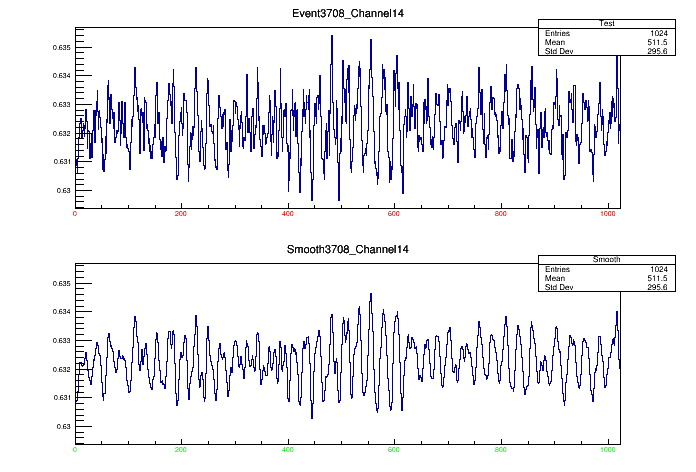 Event3708_Channel14
Test
Entries 1024
Mean 511.5
Std Dev 295.6
0.635
0.634
0.633
0.632
0.631
0.63
0 200 400 600 800 1000
Smooth3708_Channel14
Smooth
Entries 1024
Mean 511.5
Std Dev 295.6
0.635
0.634
0.633
0.632
0.631
0.63
0 200 400 600 800 1000